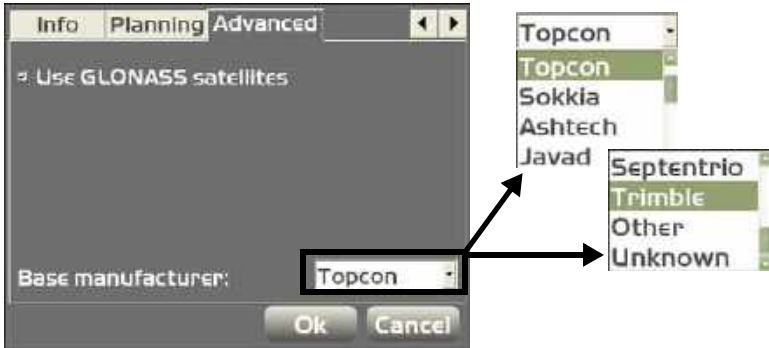 Info Planning Advanced
Use GLONASS satellites
Base manufacturer: Topcon
Ok Cancel
Topcon
Topcon
Sokkia
Ashtech
Javad
Septentrio
Trimble
Other
Unknown